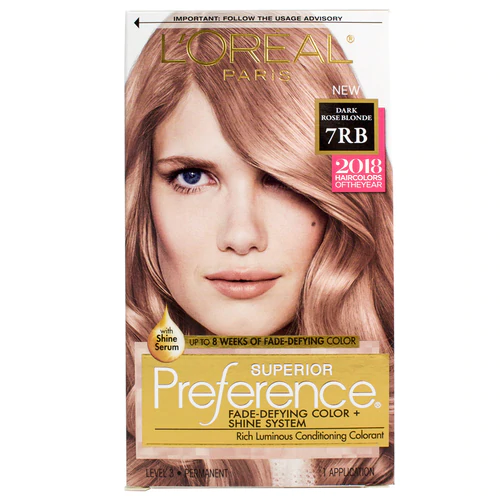 IMPORTANT: FOLLOW THE USAGE ADVISORY
L'ORÉAL
PARIS
NEW
DARK
ROSE BLONDE
7RB
2018
HAIRCOLORS
OF THE YEAR
with
Shine
Serum
UP TO 8 WEEKS OF FADE-DEFYING COLOR
SUPERIOR
Preference®
FADE-DEFYING COLOR +
SHINE SYSTEM
Rich Luminous Conditioning Colorant
LEVEL 3 • PERMANENT
1 APPLICATION